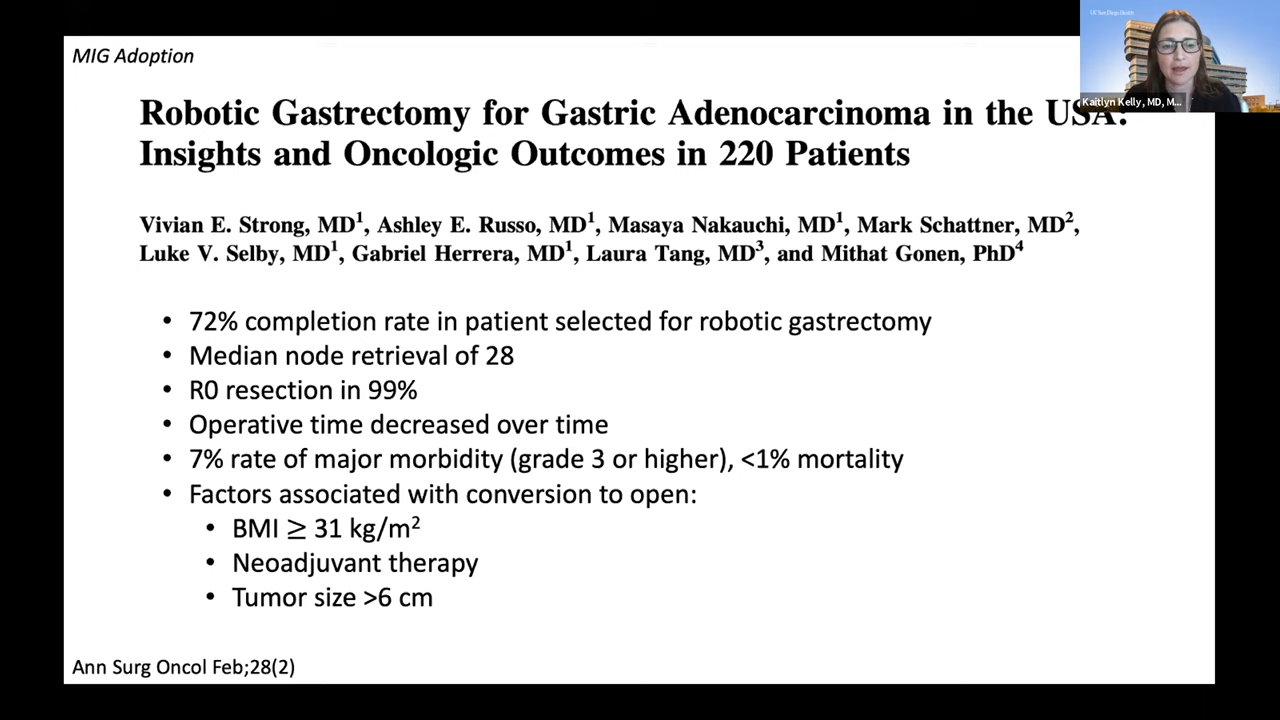 UC San Diego Health
MIG Adoption
Kaitlyn Kelly, MD, M...
Robotic Gastrectomy for Gastric Adenocarcinoma in the USA:
Insights and Oncologic Outcomes in 220 Patients
Vivian E. Strong, MD1, Ashley E. Russo, MD1, Masaya Nakauchi, MD1, Mark Schattner, MD2,
Luke V. Selby, MD1, Gabriel Herrera, MD1, Laura Tang, MD3, and Mithat Gonen, PhD4
• 72% completion rate in patient selected for robotic gastrectomy
• Median node retrieval of 28
• R0 resection in 99%
• Operative time decreased over time
• 7% rate of major morbidity (grade 3 or higher), <1% mortality
• Factors associated with conversion to open:
• BMI ≥ 31 kg/m2
• Neoadjuvant therapy
• Tumor size >6 cm
Ann Surg Oncol Feb;28(2)